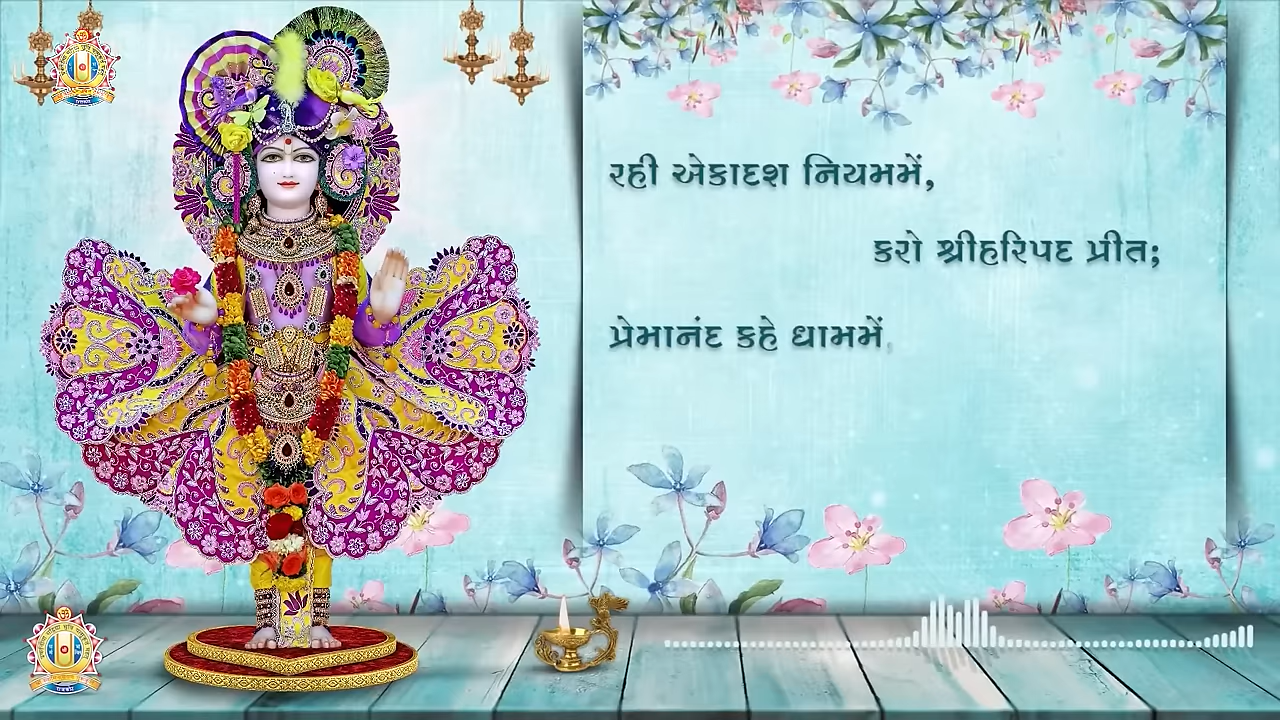 રહી એકાદશ નિયમમેં,
કરો શ્રીહરિપદ પ્રીત;
પ્રેમાનંદ કહે ધામમેં